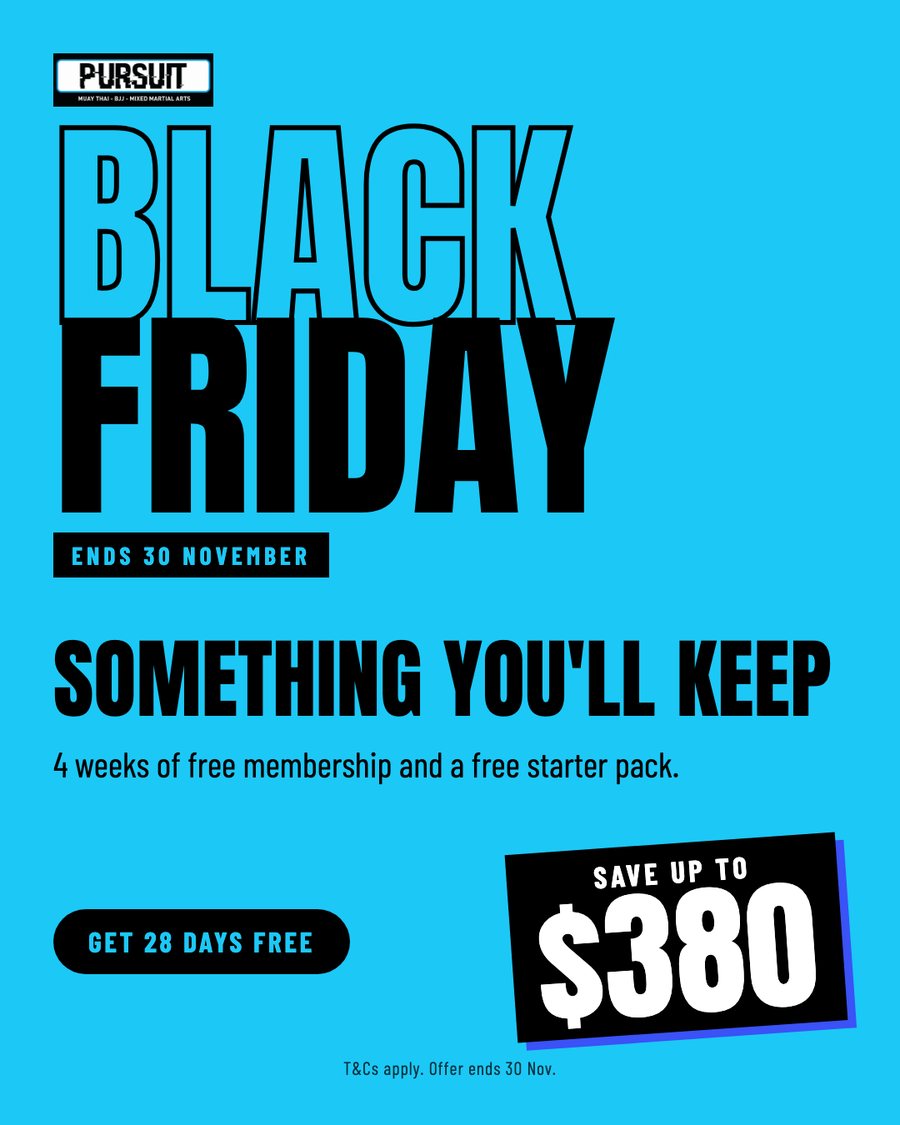 PURSUIT
MUAY THAI - BJJ - MIXED MARTIAL ARTS
BLACK
FRIDAY
ENDS 30 NOVEMBER
SOMETHING YOU'LL KEEP
4 weeks of free membership and a free starter pack.
SAVE UP TO
$380
GET 28 DAYS FREE
T&Cs apply. Offer ends 30 Nov.